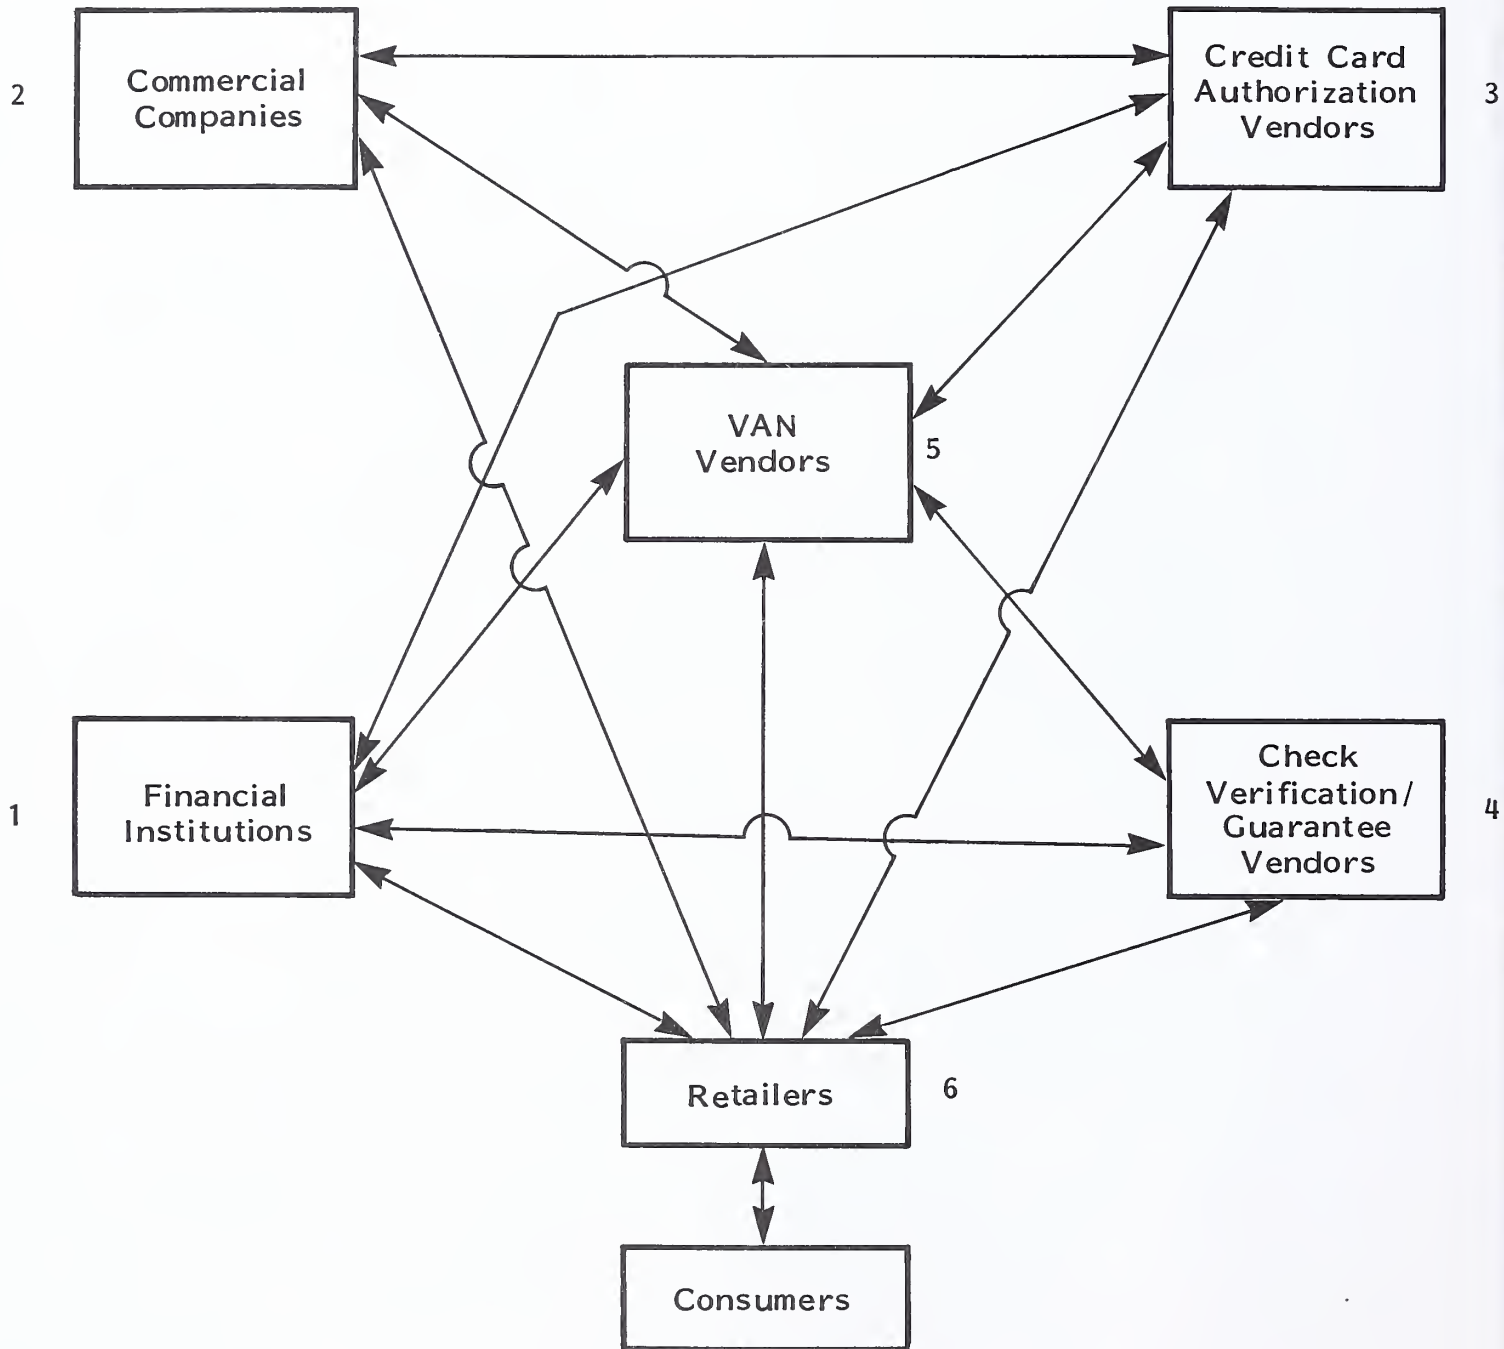 2
Commercial
Companies
Credit Card
Authorization
Vendors
3
VAN
Vendors
5
1
Financial
Institutions
Check
Verification/
Guarantee
Vendors
4
Retailers
6
Consumers